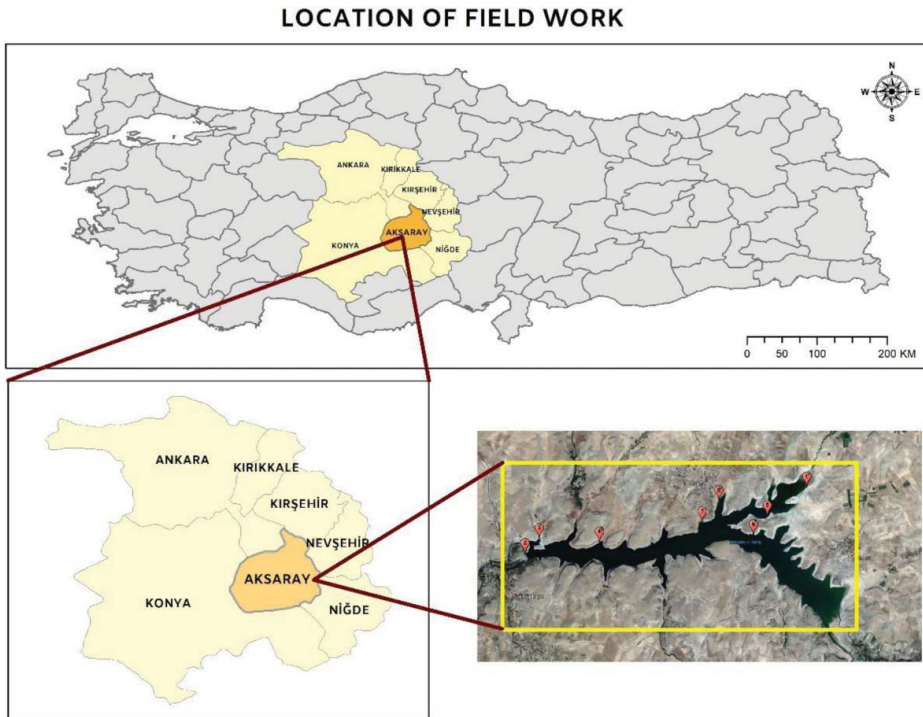 LOCATION OF FIELD WORK
N
W E
S
ANKARA
KIRIKKALE
KIRŞEHİR
NEVŞEHİR
AKSARAY
KONYA
NİĞDE
0 50 100 200 KM
ANKARA
KIRIKKALE
KIRŞEHİR
NEVŞEHİR
AKSARAY
KONYA
NİĞDE